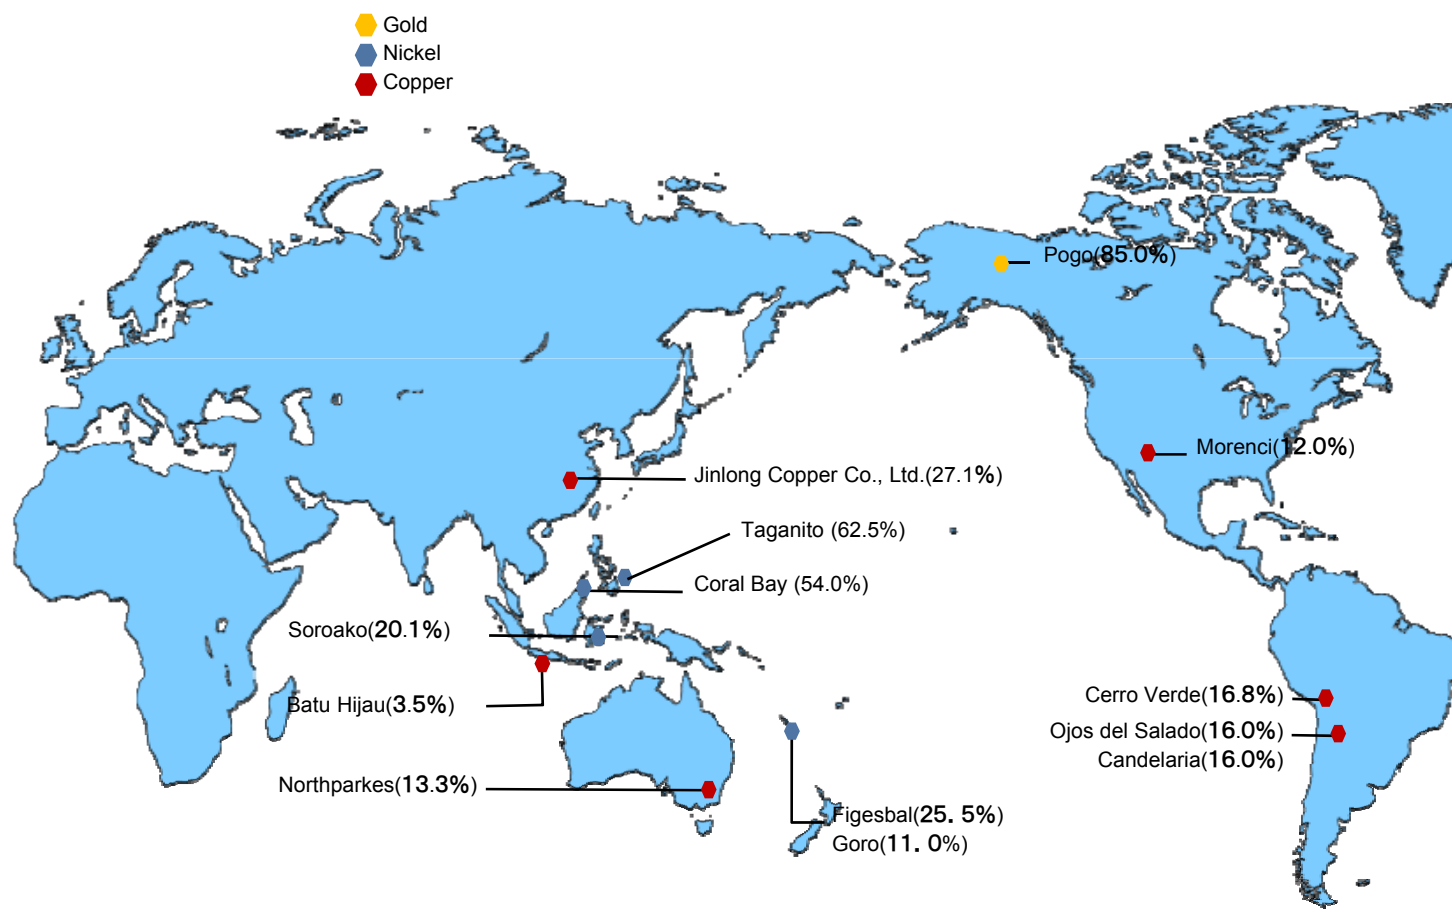 Gold
Nickel
Copper
Pogo(85.0%)
Morenci(12.0%)
Jinlong Copper Co., Ltd.(27.1%)
Taganito (62.5%)
Coral Bay (54.0%)
Soroako(20.1%)
Batu Hijau(3.5%)
Cerro Verde(16.8%)
Ojos del Salado(16.0%)
Candelaria(16.0%)
Northparkes(13.3%)
Figesbal(25. 5%)
Goro(11. 0%)